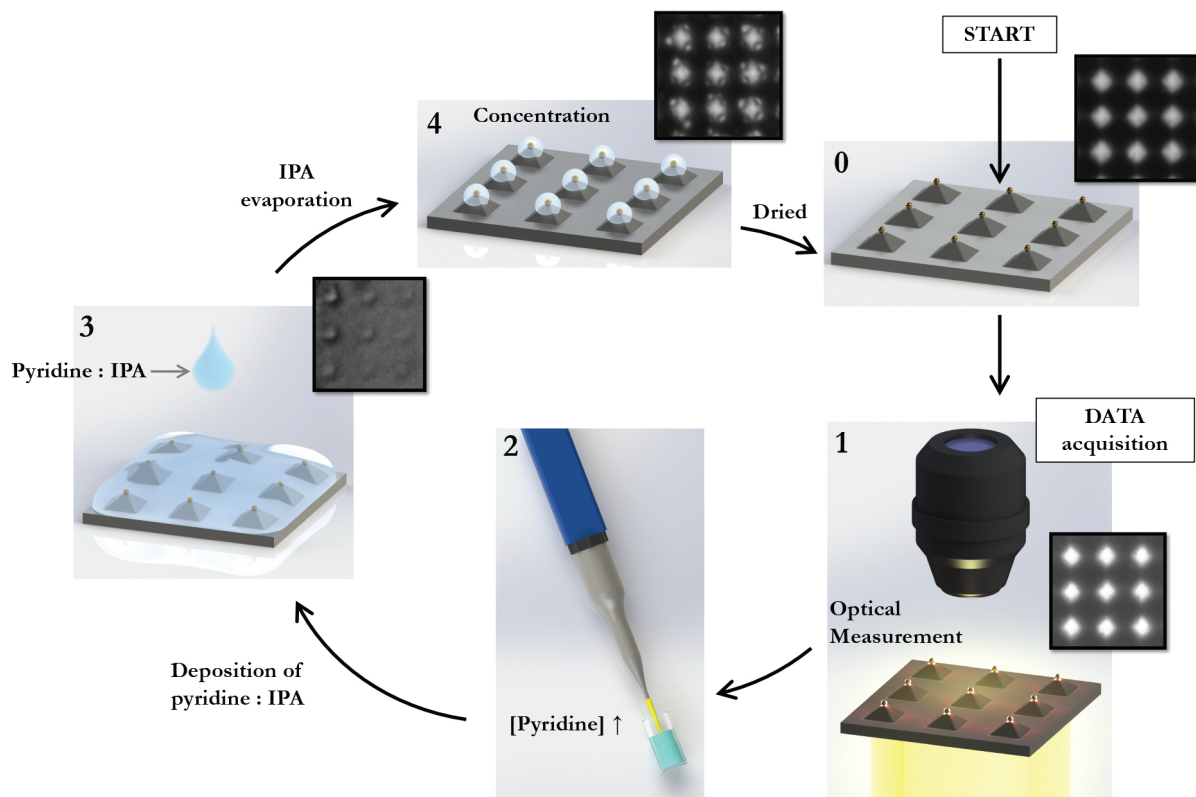 START
0
DATA
acquisition
1
Optical
Measurement
2
[Pyridine] ↑
Deposition of
pyridine : IPA
3
Pyridine : IPA
IPA
evaporation
4
Concentration
Dried